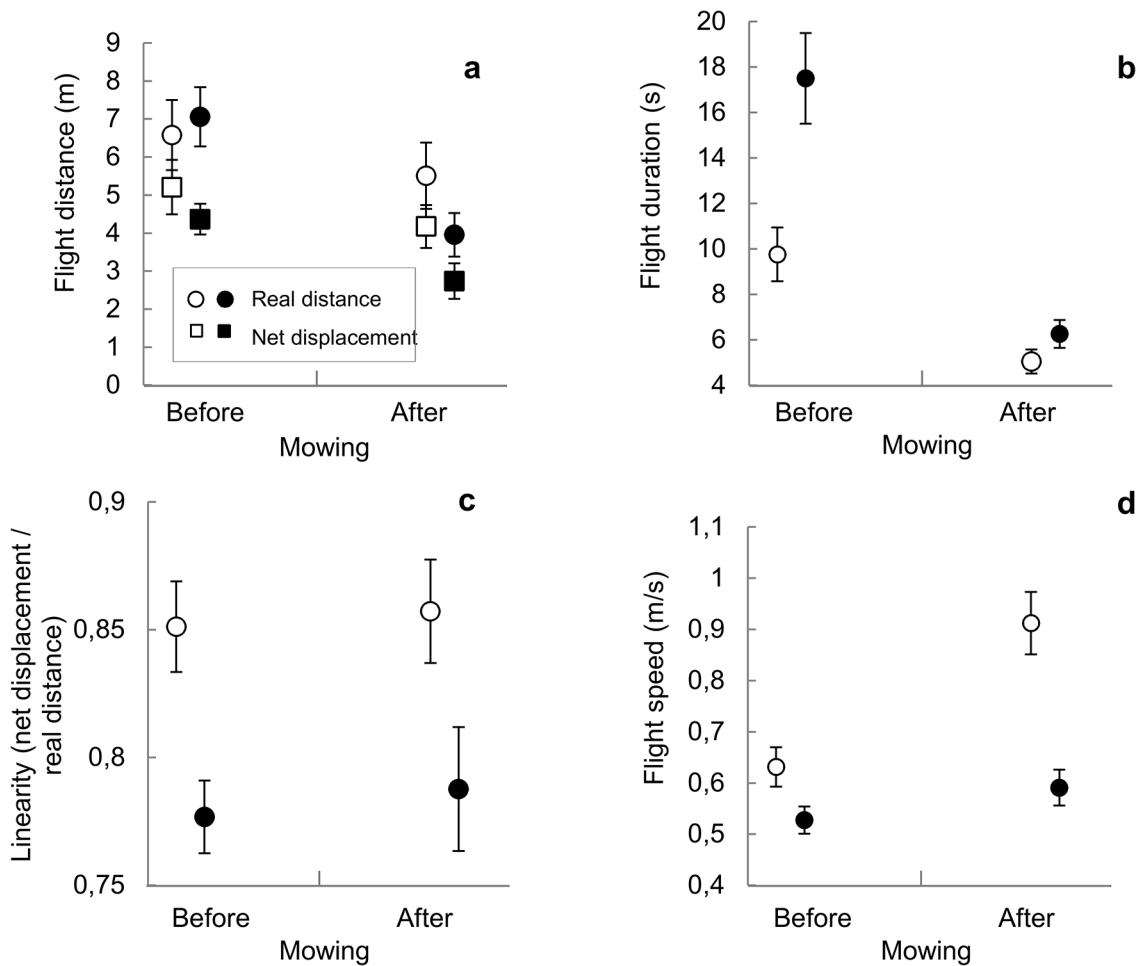 a
Flight distance (m)
9
8
7
6
5
4
3
2
1
0
Real distance
Net displacement
Before
After
Mowing
b
Flight duration (s)
20
18
16
14
12
10
8
6
4
Before
After
Mowing
c
Linearity (net displacement /
real distance)
0,9
0,85
0,8
0,75
Before
After
Mowing
d
Flight speed (m/s)
1,1
1
0,9
0,8
0,7
0,6
0,5
0,4
Before
After
Mowing